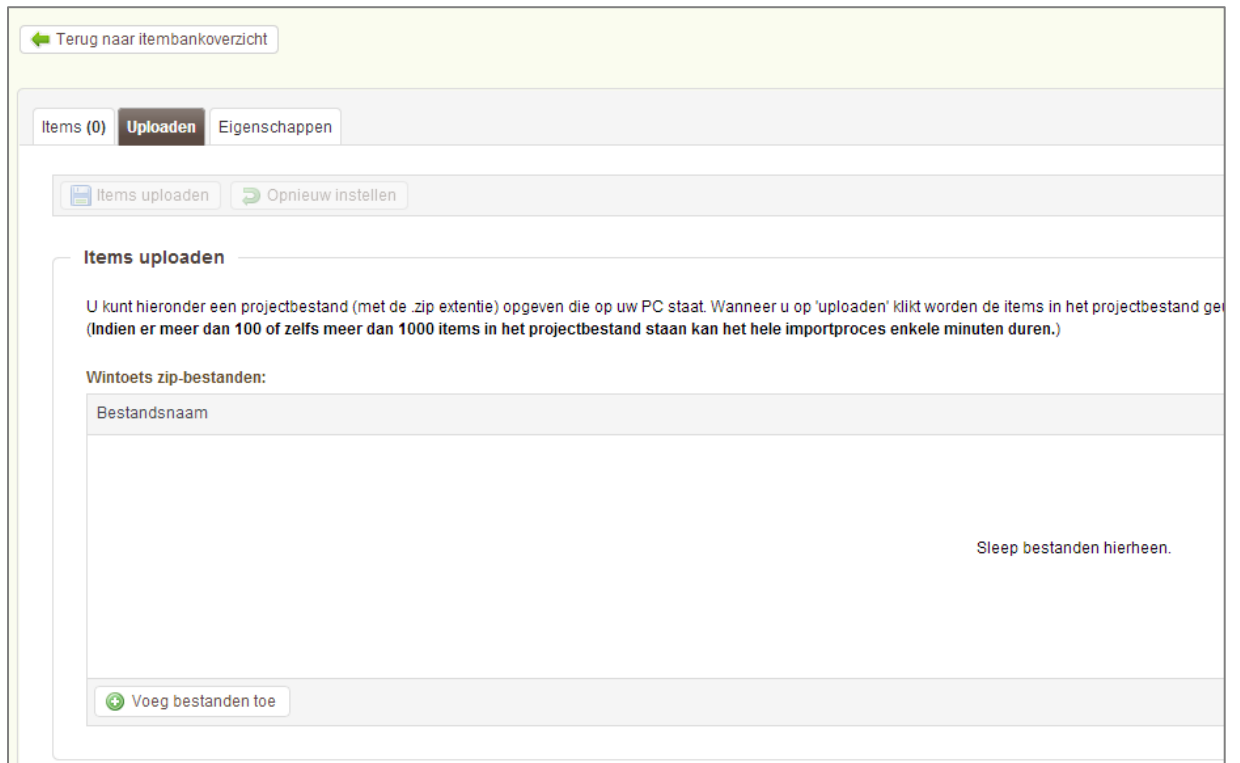 Terug naar itembankoverzicht
Items (0) Uploaden Eigenschappen
Items uploaden Opnieuw instellen
Items uploaden
U kunt hieronder een projectbestand (met de .zip extentie) opgeven die op uw PC staat. Wanneer u op 'uploaden' klikt worden de items in het projectbestand
(Indien er meer dan 100 of zelfs meer dan 1000 items in het projectbestand staan kan het hele importproces enkele minuten duren.)
Wintoets zip-bestanden:
Bestandsnaam
Sleep bestanden hierheen.
Voeg bestanden toe